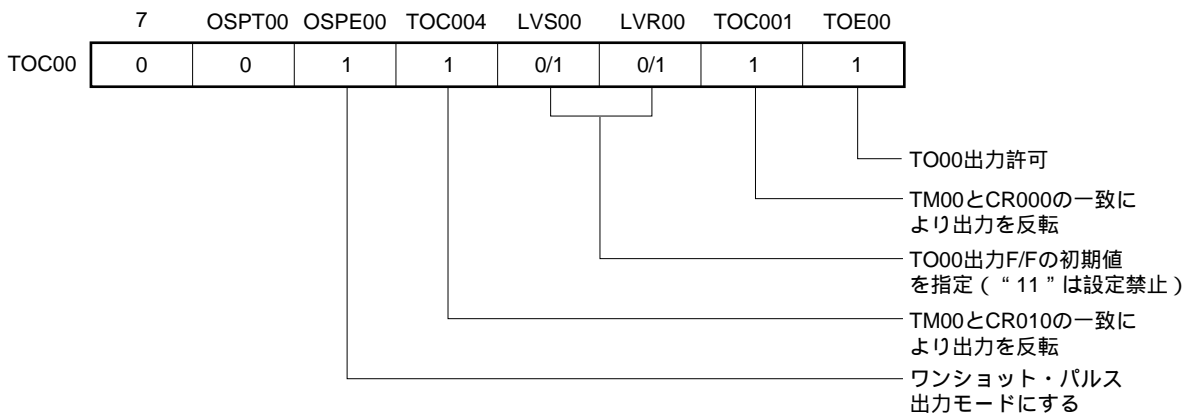 7 OSPT00 OSPE00 TOC004 LVS00 LVR00 TOC001 TOE00
TOC00 0 0 1 1 0/1 0/1 1 1
TO00出力許可
TM00とCR000の一致に
より出力を反転
TO00出力F/Fの初期値
を指定（“11”は設定禁止）
TM00とCR010の一致に
より出力を反転
ワンショット・パルス
出力モードにする